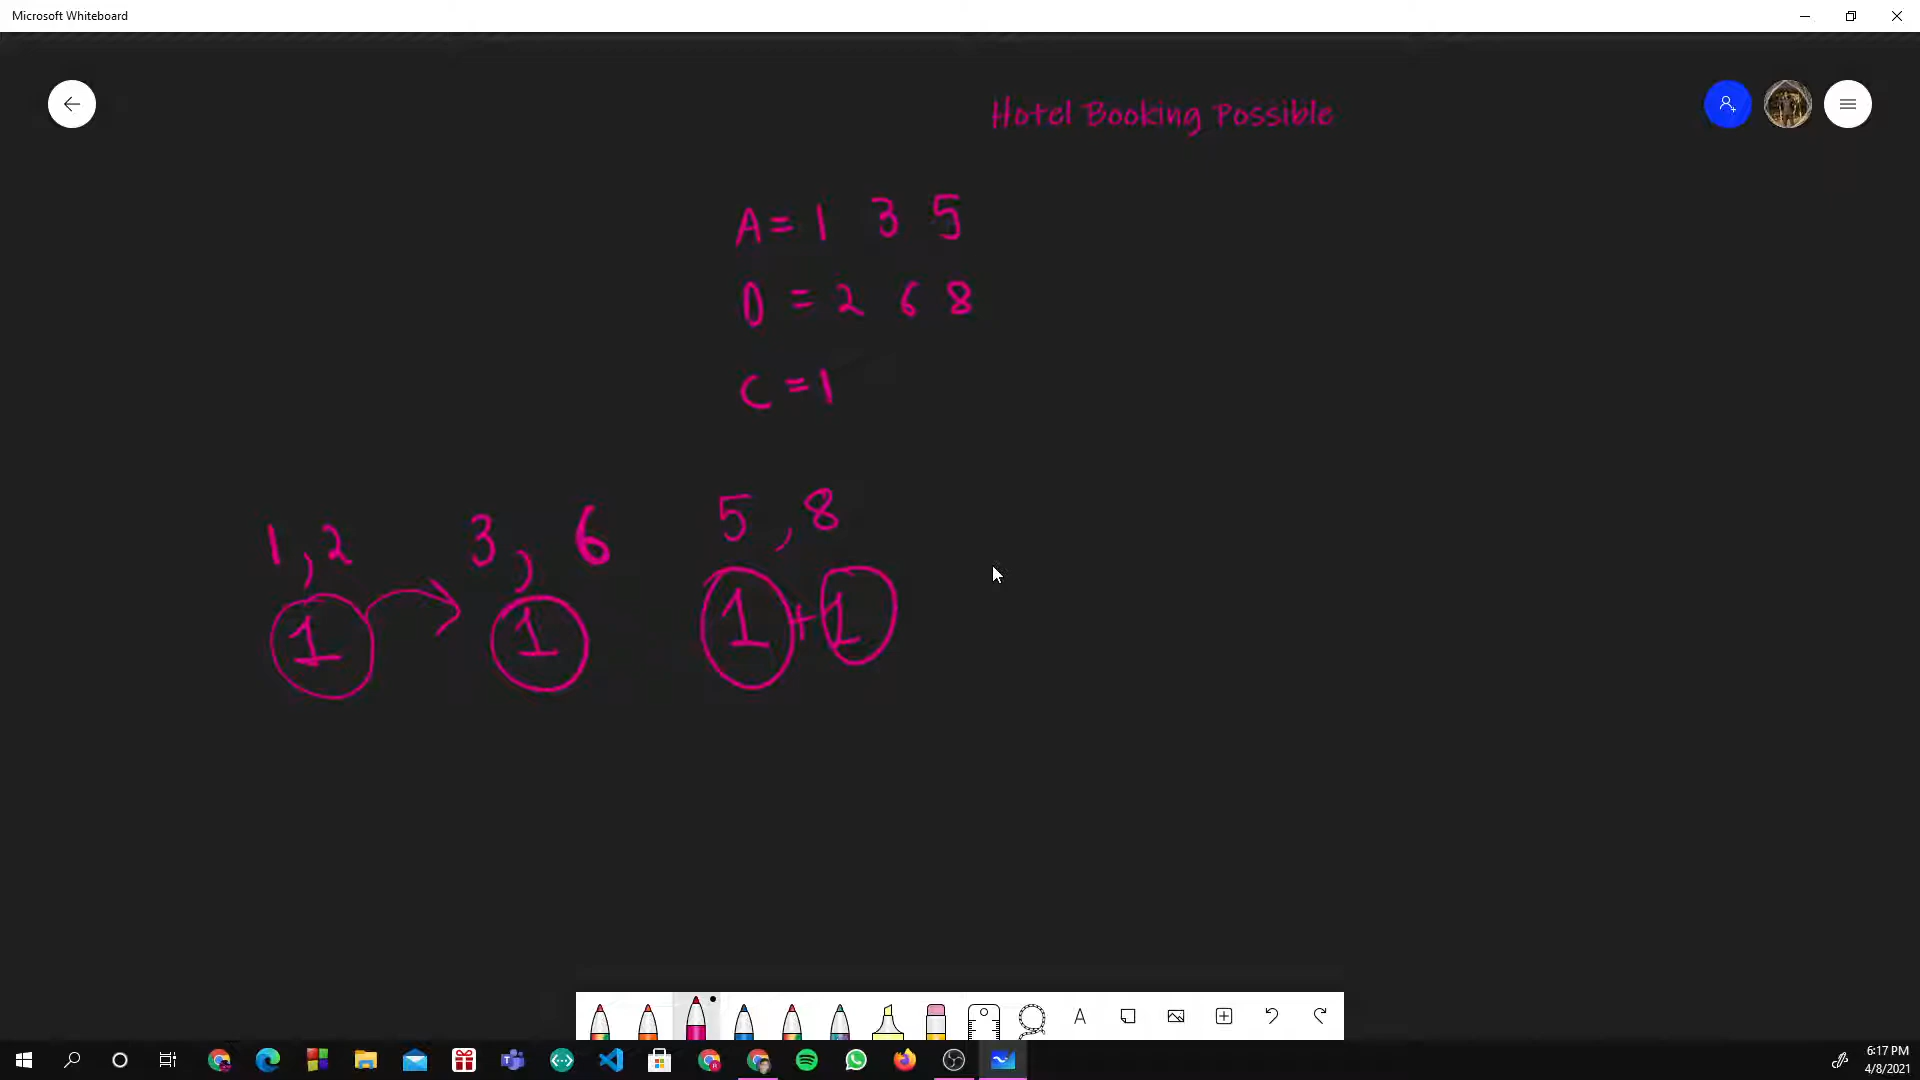 Microsoft Whiteboard
Hotel Booking Possible
A = 1 3 5
D = 2 6 8
C = 1
1 , 2 3 , 6 5 , 8
1 1 1 + 1
A
6:17 PM
4/8/2021